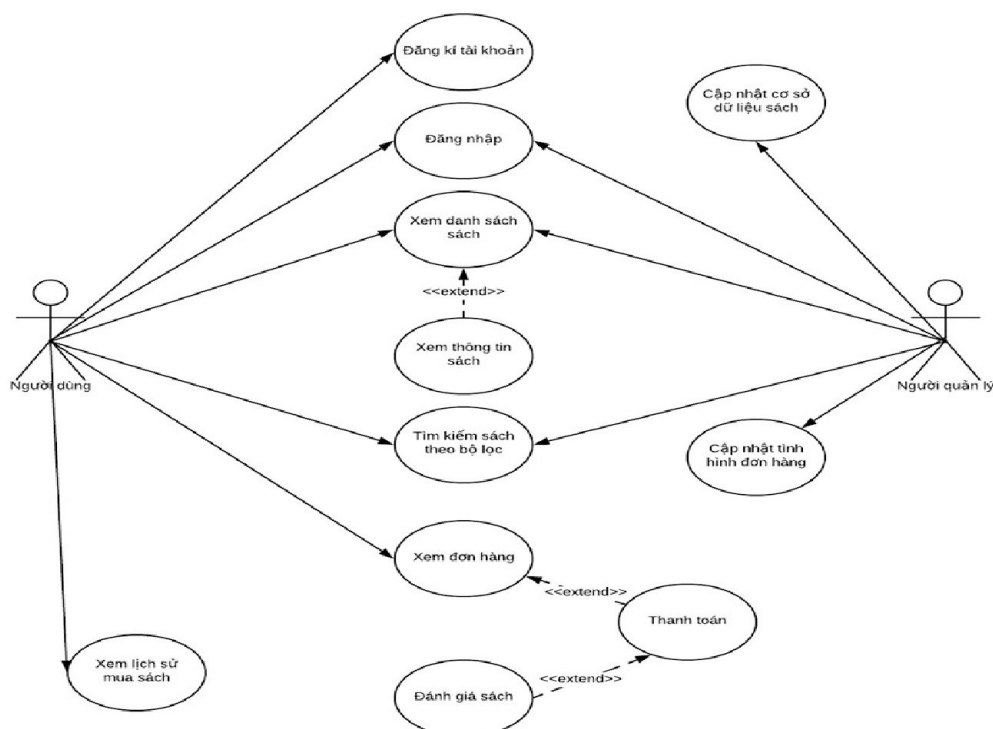 Đăng kí tài khoản
Cập nhật cơ sở
dữ liệu sách
Đăng nhập
Xem danh sách
sách
<<extend>>
Xem thông tin
sách
Người dùng
Người quản lý
Tìm kiếm sách
theo bộ lọc
Cập nhật tình
hình đơn hàng
Xem đơn hàng
<<extend>>
Thanh toán
Xem lịch sử
mua sách
<<extend>>
Đánh giá sách